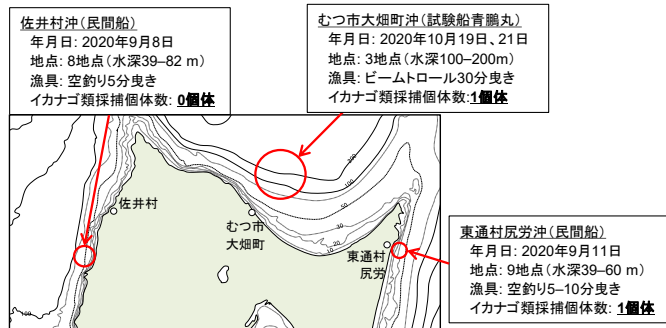 佐井村沖（民間船）
年月日: 2020年9月8日
地点: 8地点（水深39–82 m）
漁具: 空釣り5分曳き
イカナゴ類採捕個体数: 0個体
むつ市大畑町沖（試験船青鵬丸）
年月日: 2020年10月19日、21日
地点: 3地点（水深100–200m）
漁具: ビームトロール30分曳き
イカナゴ類採捕個体数:1個体
佐井村
むつ市
大畑町
東通村
尻労
東通村尻労沖（民間船）
年月日: 2020年9月11日
地点: 9地点（水深39–60 m）
漁具: 空釣り5–10分曳き
イカナゴ類採捕個体数: 1個体